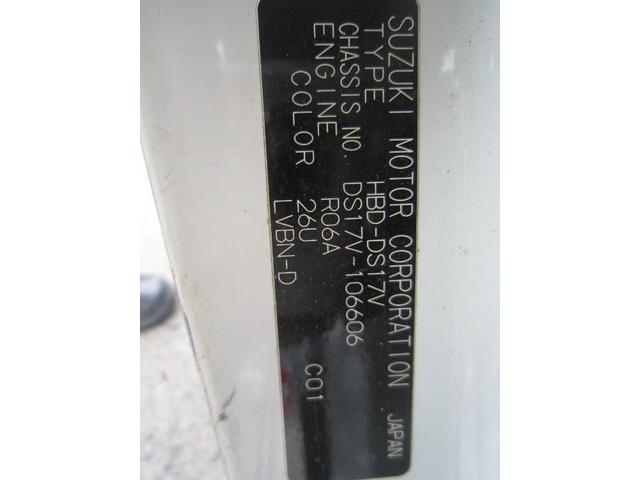 SUZUKI MOTOR CORPORATION JAPAN
TYPE HBD-DS17V
CHASSIS NO. DS17V-106606
ENGINE R06A
COLOR 26U C01
LVBN-D